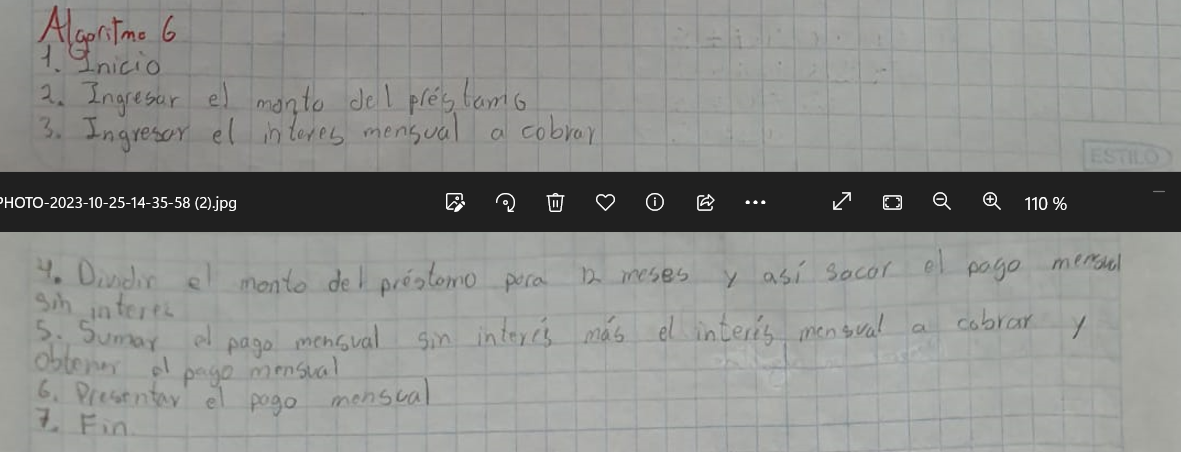 Algoritmo 6
1. Inicio
2. Ingresar el monto del préstamo
3. Ingresar el interes mensual a cobrar
ESTILO
PHOTO-2023-10-25-14-35-58 (2).jpg
110 %
4. Dividir el monto del préstamo para 12 meses y así sacar el pago mensual
sin interés
5. Sumar el pago mensual sin interés más el interés mensual a cobrar y
obtener el pago mensual
6. Presentar el pago mensual
7. Fin